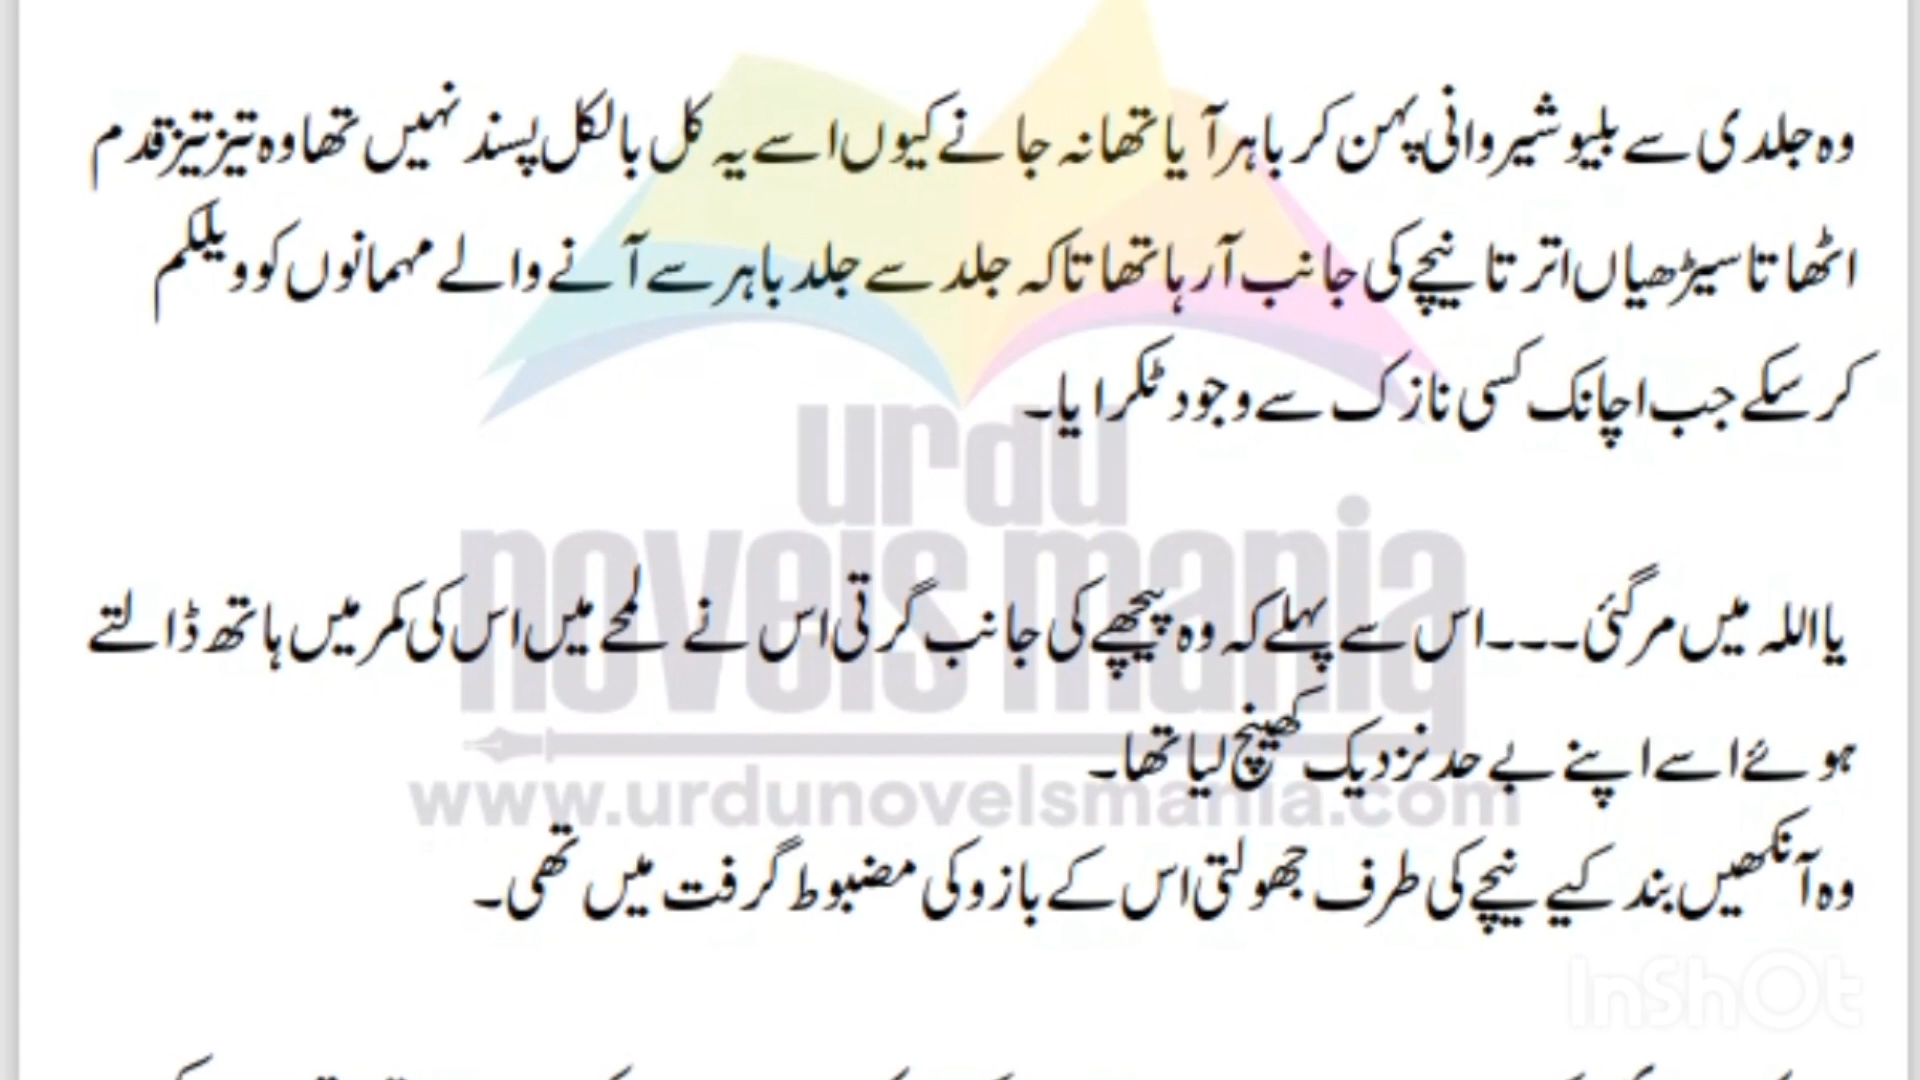 وہ جلدی سے بلیو شیروانی پہن کر باہر آیا تھا نہ جانے کیوں اسے یہ کل بالکل پسند نہیں تھا وہ تیز تیز قدم
اٹھاتا سیڑھیاں اترتا نیچے کی جانب آرہا تھا تاکہ جلد سے جلد باہر سے آنے والے مہمانوں کو ویلکم
کر سکے جب اچانک کسی نازک سے وجود ٹکرایا۔
urdu
novels mania
یااللہ میں مرگئی۔۔۔اس سے پہلے کہ وہ پیچھے کی جانب گرتی اس نے لمحے میں اس کی کمر میں ہاتھ ڈالتے
ہوئے اسے اپنے بے حد نزدیک کھینچ لیا تھا۔
www.urdunovelsmania.com
وہ آنکھیں بند کیے نیچے کی طرف جھولتی اس کے بازو کی مضبوط گرفت میں تھی۔
InShOt